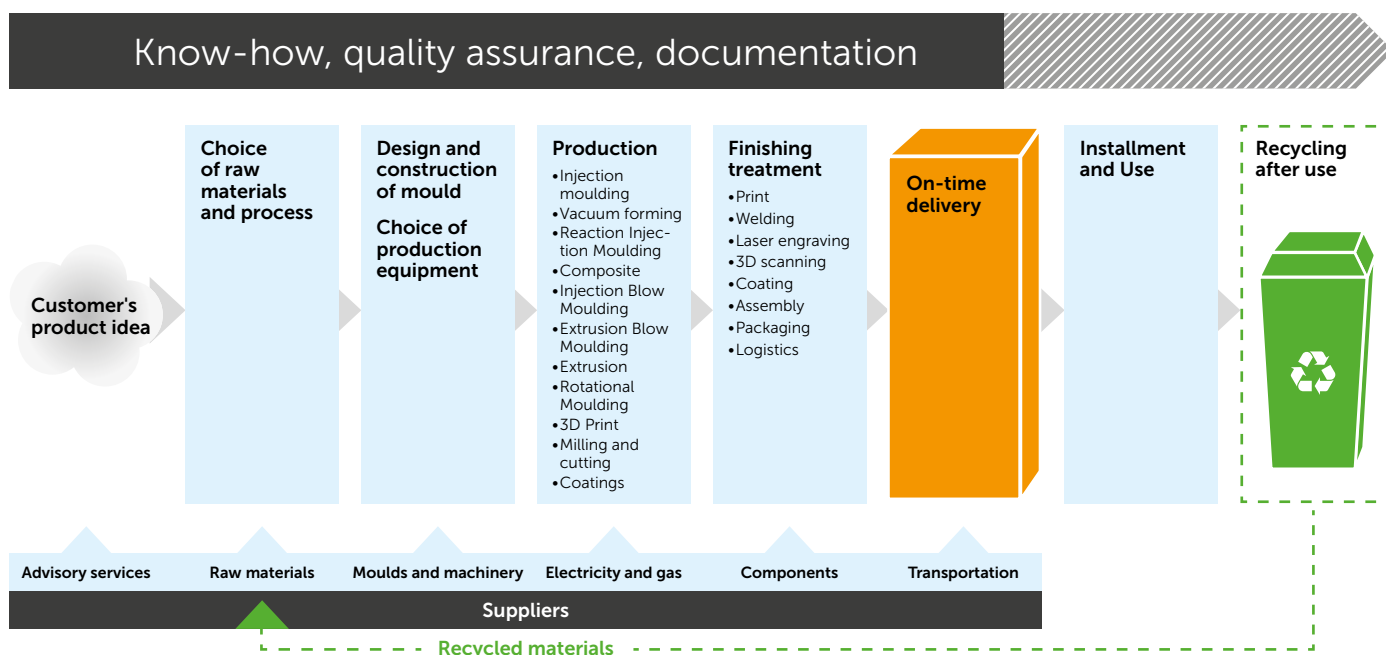 Know-how, quality assurance, documentation
Customer's
product idea
Choice
of raw
materials
and process
Design and
construction
of mould
Choice of
production
equipment
Production
•Injection
moulding
•Vacuum forming
•Reaction Injec-
tion Moulding
•Composite
•Injection Blow
Moulding
•Extrusion Blow
Moulding
•Extrusion
•Rotational
Moulding
•3D Print
•Milling and
cutting
•Coatings
Finishing
treatment
•Print
•Welding
•Laser engraving
•3D scanning
•Coating
•Assembly
•Packaging
•Logistics
On-time
delivery
Installment
and Use
Recycling
after use
Advisory services
Raw materials
Moulds and machinery
Electricity and gas
Components
Transportation
Suppliers
Recycled materials